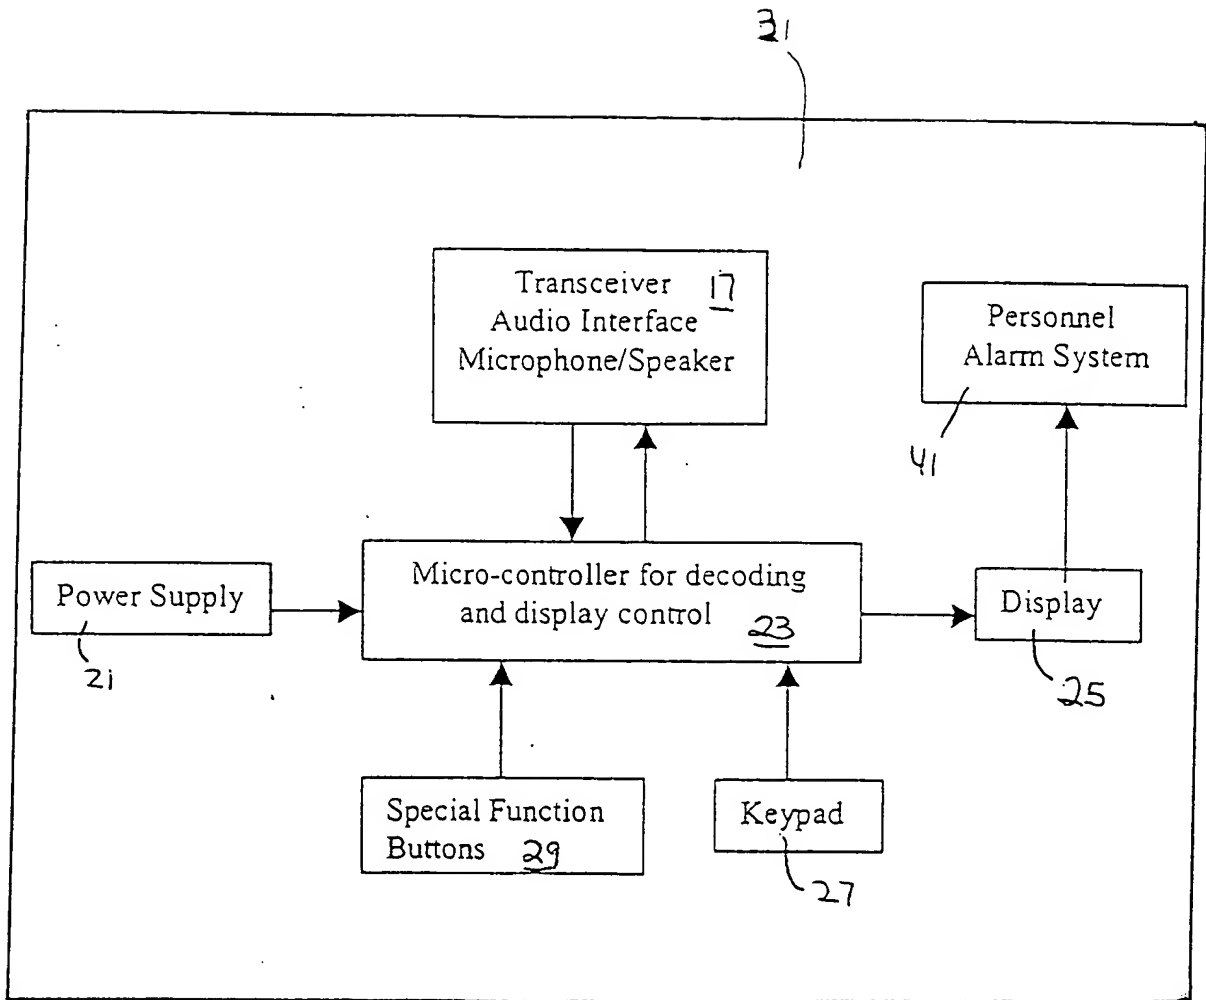 31
Transceiver 17
Audio Interface
Microphone/Speaker
Personnel
Alarm System
41
Micro-controller for decoding
and display control 23
Power Supply
21
Display
25
Special Function
Buttons 29
Keypad
27